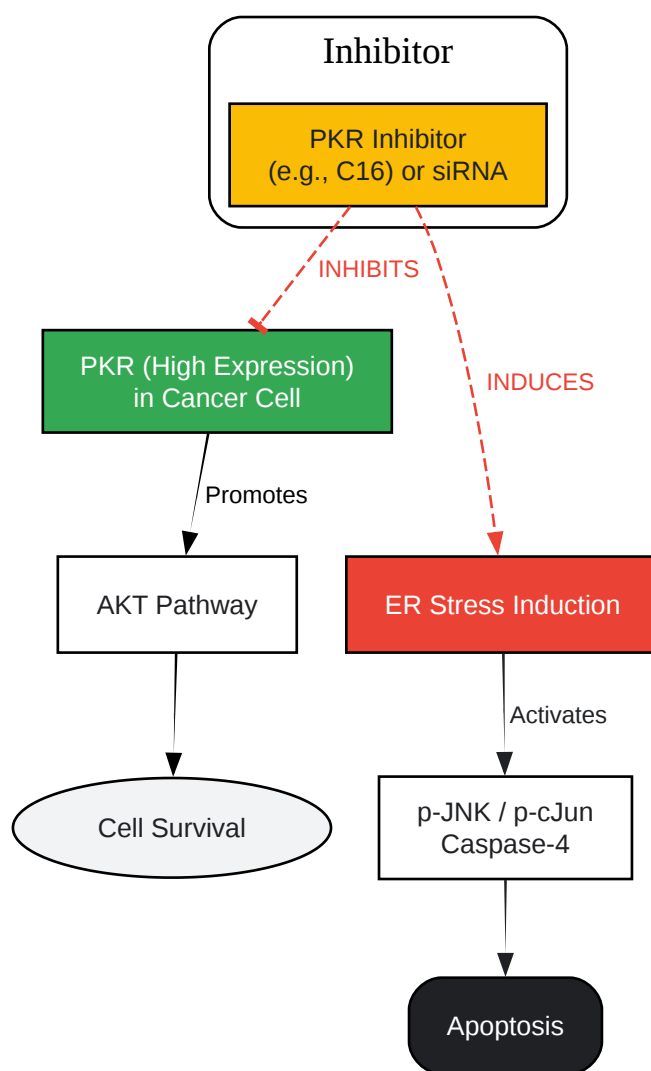 Inhibitor
PKR Inhibitor
(e.g., C16) or siRNA
INHIBITS
PKR (High Expression)
in Cancer Cell
INDUCES
Promotes
AKT Pathway
ER Stress Induction
Activates
Cell Survival
p-JNK / p-cJun
Caspase-4
Apoptosis